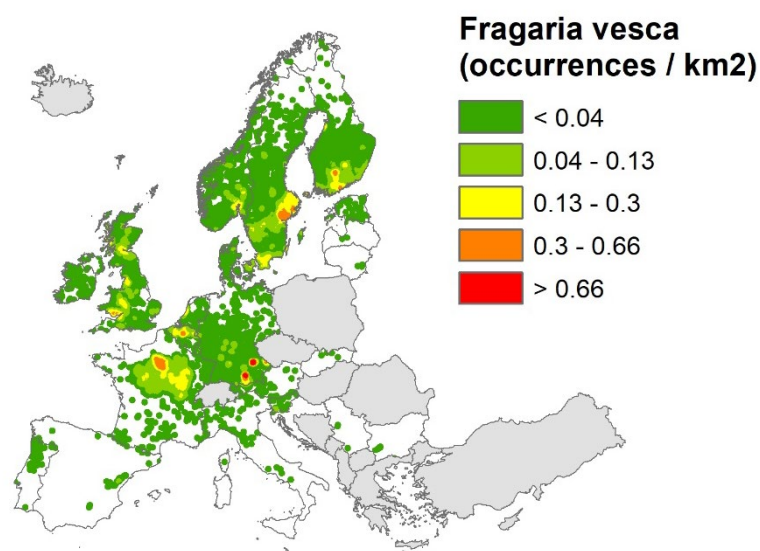 Fragaria vesca
(occurrences / km2)
< 0.04
0.04 - 0.13
0.13 - 0.3
0.3 - 0.66
> 0.66